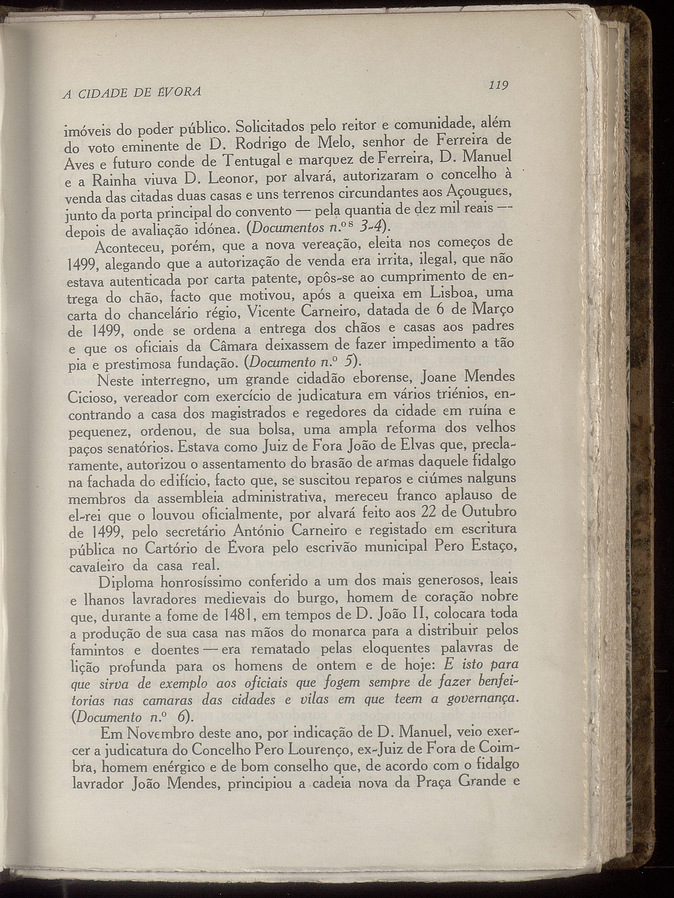 A CIDADE DE ÉVORA
119
imóveis do poder público. Solicitados pelo reitor e comunidade, além
do voto eminente de D. Rodrigo de Melo, senhor de Ferreira de
Aves e futuro conde de Tentugal e marquez de Ferreira, D. Manuel
e a Rainha viuva D. Leonor, por alvará, autorizaram o concelho à
venda das citadas duas casas e uns terrenos circundantes aos Açougues,
junto da porta principal do convento — pela quantia de dez mil reais —
depois de avaliação idónea. (Documentos n.os 3-4).
Aconteceu, porém, que a nova vereação, eleita nos começos de
1499, alegando que a autorização de venda era irrita, ilegal, que não
estava autenticada por carta patente, opôs-se ao cumprimento de en-
trega do chão, facto que motivou, após a queixa em Lisboa, uma
carta do chancelário régio, Vicente Carneiro, datada de 6 de Março
de 1499, onde se ordena a entrega dos chãos e casas aos padres
e que os oficiais da Câmara deixassem de fazer impedimento a tão
pia e prestimosa fundação. (Documento n.º 5).
Neste interregno, um grande cidadão eborense, Joane Mendes
Cicioso, vereador com exercício de judicatura em vários triénios, en-
contrando a casa dos magistrados e regedores da cidade em ruína e
pequenez, ordenou, de sua bolsa, uma ampla reforma dos velhos
paços senatórios. Estava como Juiz de Fora João de Elvas que, precla-
ramente, autorizou o assentamento do brasão de armas daquele fidalgo
na fachada do edifício, facto que, se suscitou reparos e ciúmes nalguns
membros da assembleia administrativa, mereceu franco aplauso de
el-rei que o louvou oficialmente, por alvará feito aos 22 de Outubro
de 1499, pelo secretário António Carneiro e registado em escritura
pública no Cartório de Évora pelo escrivão municipal Pero Estaço,
cavaleiro da casa real.
Diploma honrosíssimo conferido a um dos mais generosos, leais
e lhanos lavradores medievais do burgo, homem de coração nobre
que, durante a fome de 1481, em tempos de D. João II, colocara toda
a produção de sua casa nas mãos do monarca para a distribuir pelos
famintos e doentes — era rematado pelas eloquentes palavras de
lição profunda para os homens de ontem e de hoje: E isto para
que sirva de exemplo aos oficiais que fogem sempre de fazer benfei-
torias nas camaras das cidades e vilas em que teem a governança.
(Documento n.º 6).
Em Novembro deste ano, por indicação de D. Manuel, veio exer-
cer a judicatura do Concelho Pero Lourenço, ex-Juiz de Fora de Coim-
bra, homem enérgico e de bom conselho que, de acordo com o fidalgo
lavrador João Mendes, principiou a cadeia nova da Praça Grande e